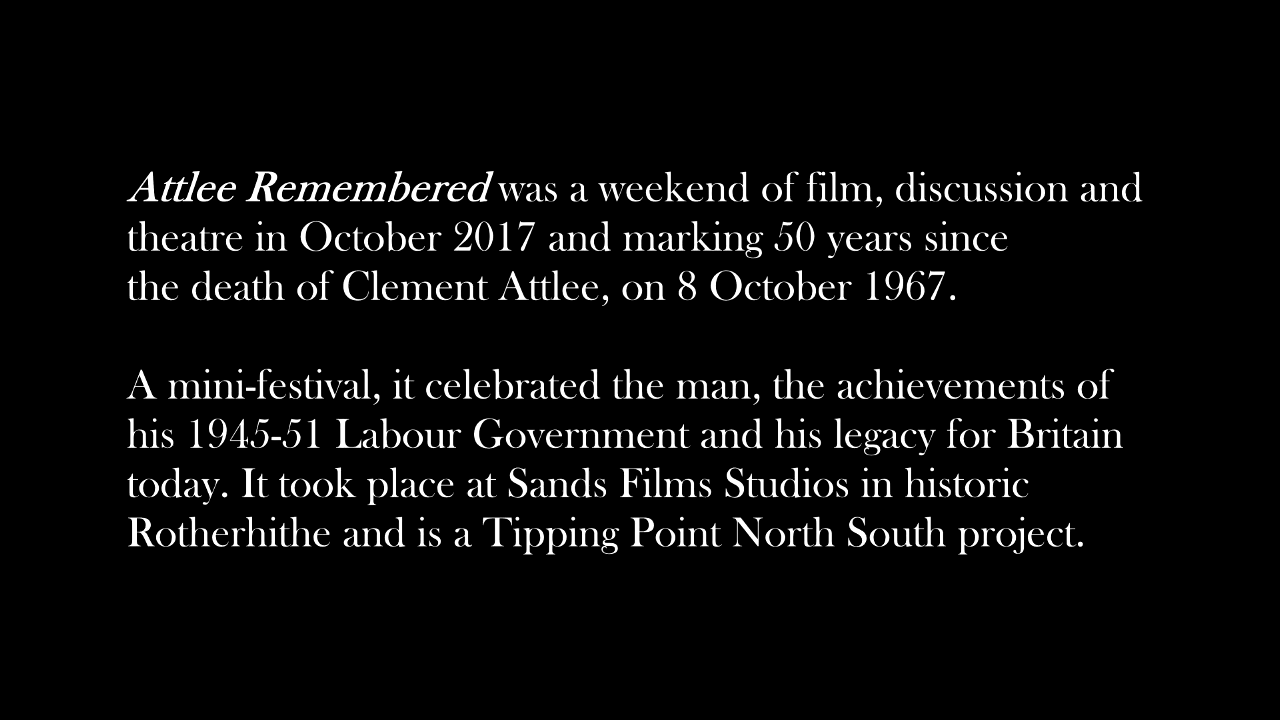 Attlee Remembered was a weekend of film, discussion and
theatre in October 2017 and marking 50 years since
the death of Clement Attlee, on 8 October 1967.
A mini-festival, it celebrated the man, the achievements of
his 1945-51 Labour Government and his legacy for Britain
today. It took place at Sands Films Studios in historic
Rotherhithe and is a Tipping Point North South project.